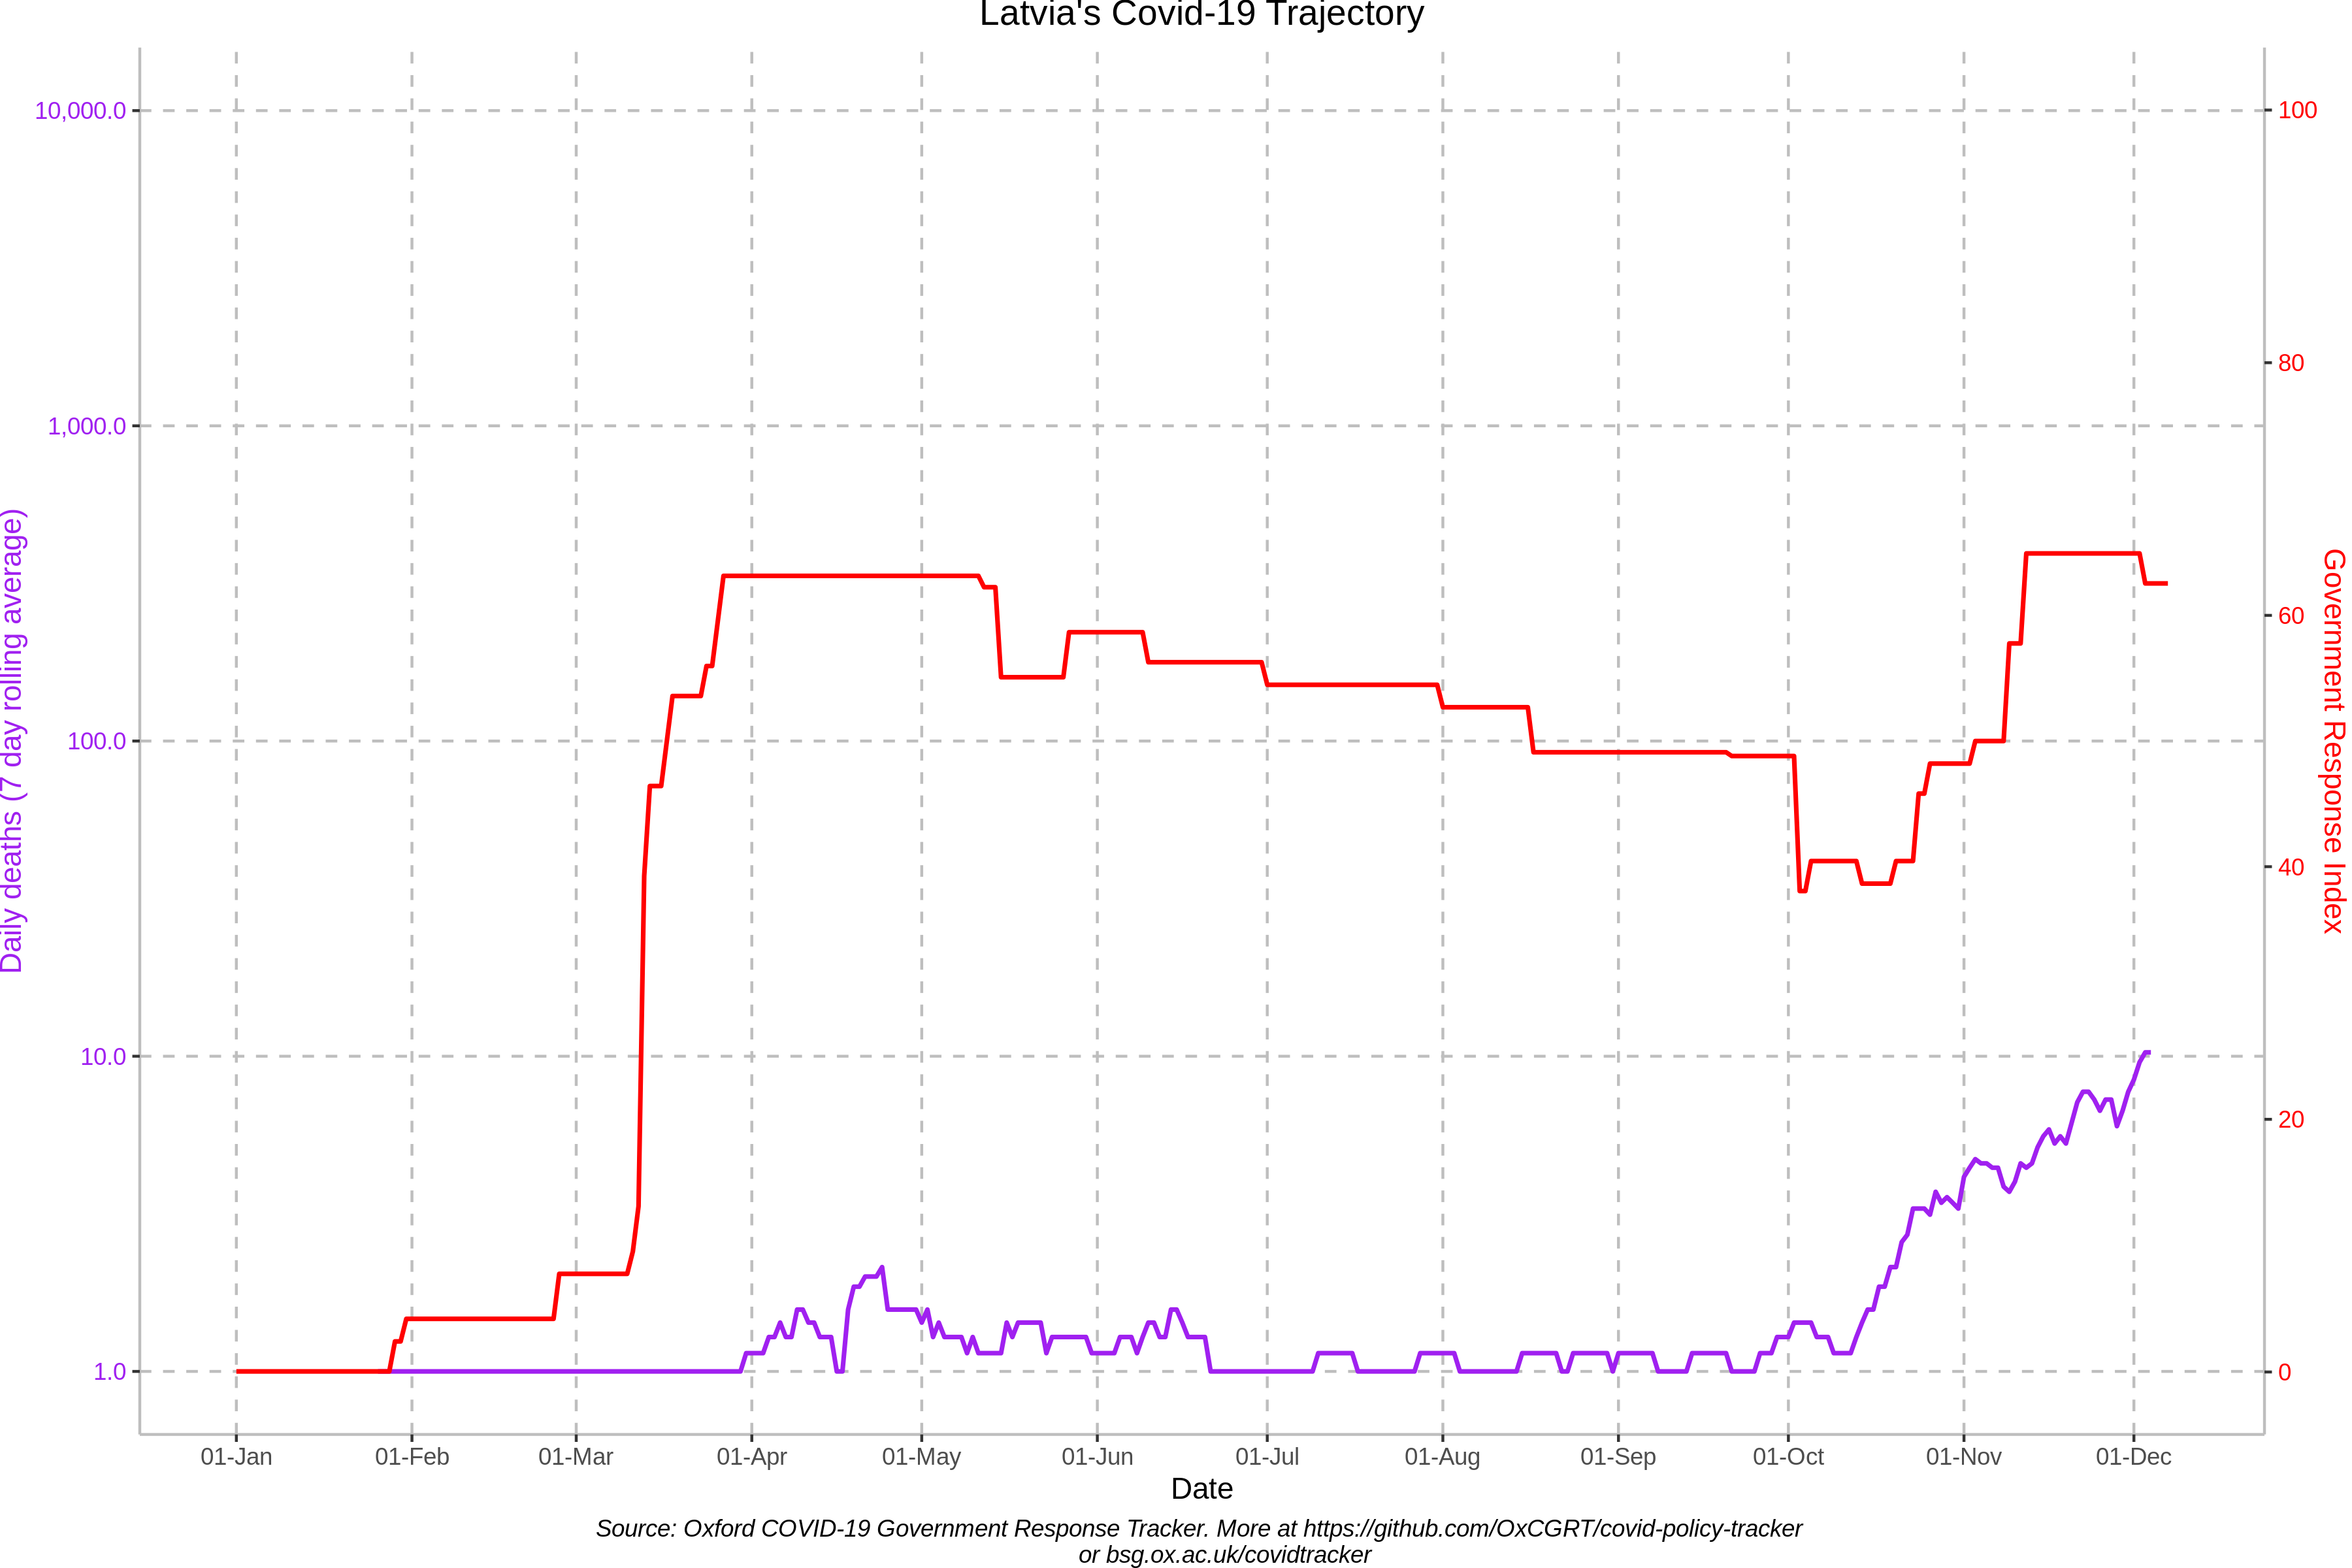 Latvia's Covid-19 Trajectory
10,000.0
1,000.0
100.0
10.0
1.0
Daily deaths (7 day rolling average)
100
80
60
40
20
0
Government Response Index
01-Jan 01-Feb 01-Mar 01-Apr 01-May 01-Jun 01-Jul 01-Aug 01-Sep 01-Oct 01-Nov 01-Dec
Date
Source: Oxford COVID-19 Government Response Tracker. More at https://github.com/OxCGRT/covid-policy-tracker
or bsg.ox.ac.uk/covidtracker